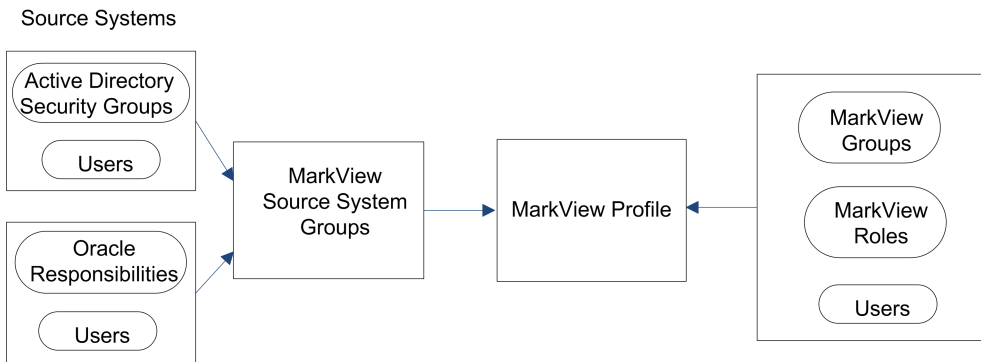 Source Systems
Active Directory
Security Groups
Users
Oracle
Responsibilities
Users
MarkView
Source System
Groups
MarkView Profile
MarkView
Groups
MarkView
Roles
Users